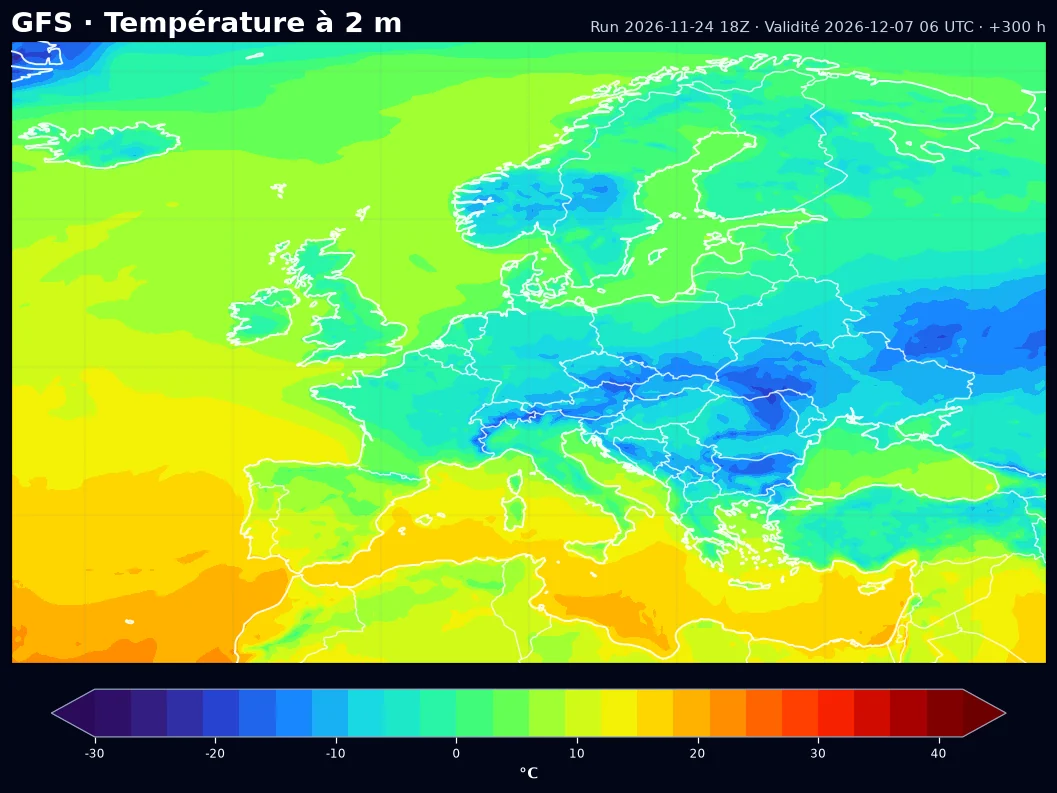 GFS · Température à 2 m
Run 2026-11-24 18Z · Validité 2026-12-07 06 UTC · +300 h
-30 -20 -10 0 10 20 30 40
°C